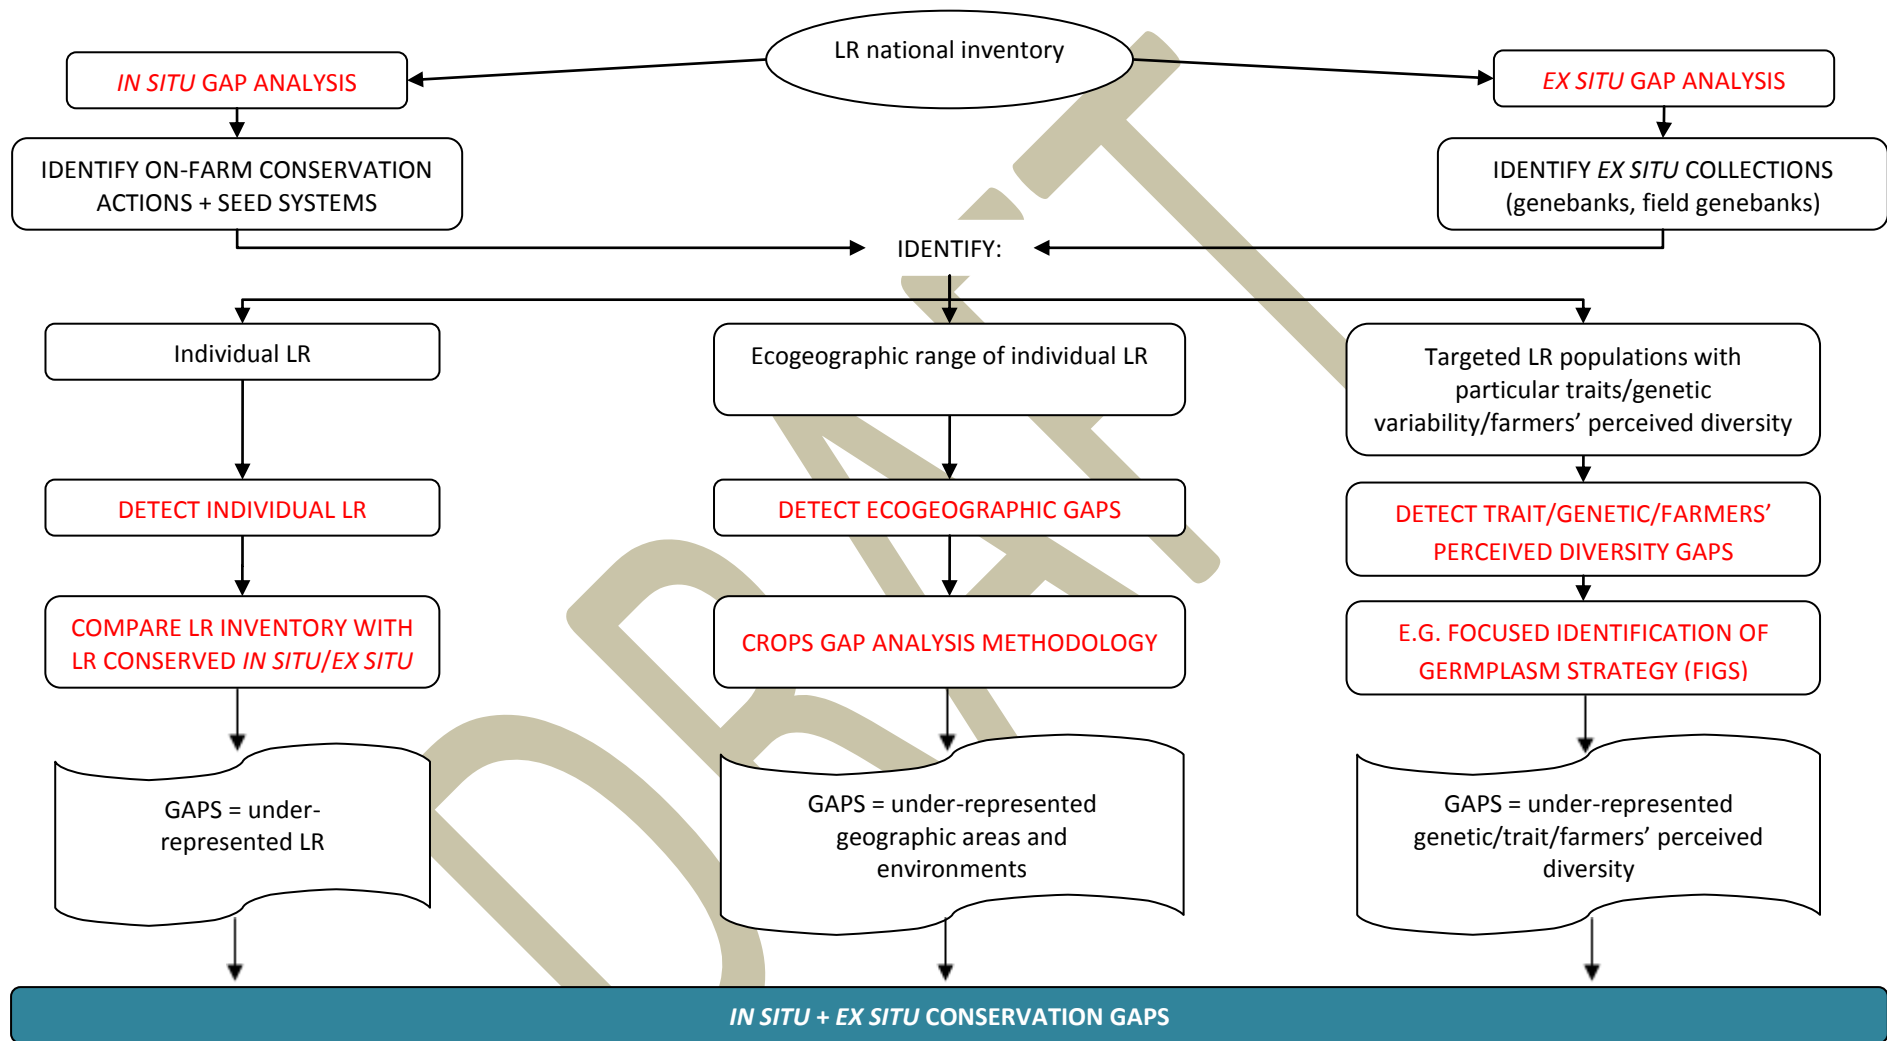 LR national inventory
IN SITU GAP ANALYSIS
EX SITU GAP ANALYSIS
IDENTIFY ON-FARM CONSERVATION
ACTIONS + SEED SYSTEMS
IDENTIFY EX SITU COLLECTIONS
(genebanks, field genebanks)
IDENTIFY:
Individual LR
Ecogeographic range of individual LR
Targeted LR populations with
particular traits/genetic
variability/farmers’ perceived diversity
DETECT INDIVIDUAL LR
DETECT ECOGEOGRAPHIC GAPS
DETECT TRAIT/GENETIC/FARMERS’
PERCEIVED DIVERSITY GAPS
COMPARE LR INVENTORY WITH
LR CONSERVED IN SITU/EX SITU
CROPS GAP ANALYSIS METHODOLOGY
E.G. FOCUSED IDENTIFICATION OF
GERMPLASM STRATEGY (FIGS)
GAPS = under-
represented LR
GAPS = under-represented
geographic areas and
environments
GAPS = under-represented
genetic/trait/farmers’ perceived
diversity
IN SITU + EX SITU CONSERVATION GAPS
DRAFT